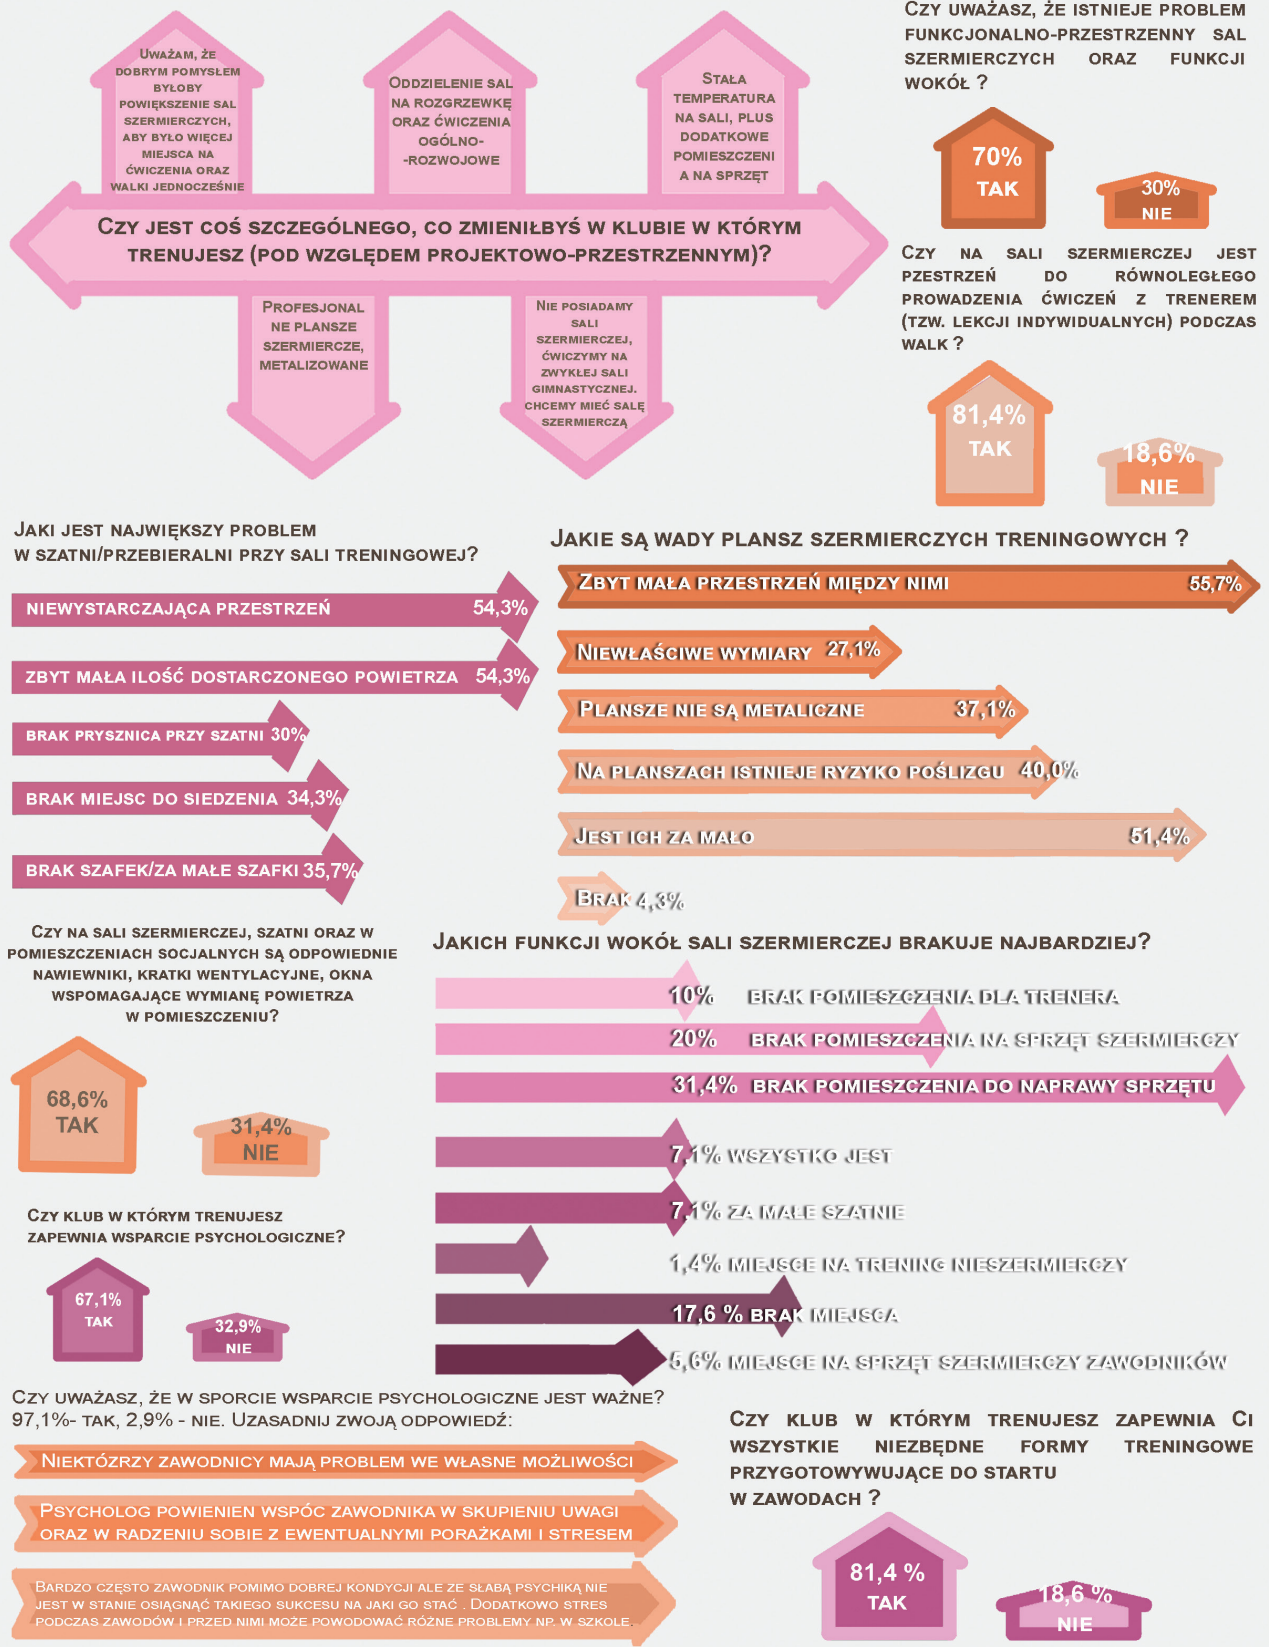 Uważam, że
dobrym pomysłem
byłoby
powiększenie sal
szermierczych,
aby było więcej
miejsca na
ćwiczenia oraz
walki jednocześnie
Oddzielenie sal
na rozgrzewkę
oraz ćwiczenia
ogólno-
-rozwojowe
Stała
temperatura
na sali, plus
dodatkowe
pomieszczeni
a na sprzęt
Czy jest coś szczególnego, co zmieniłbyś w klubie w którym
trenujesz (pod względem projektowo-przestrzennym)?
Profesjonal
ne plansze
szermiercze,
metalizowane
Nie posiadamy
sali
szermierczej,
ćwiczymy na
zwykłej sali
gimnastycznej.
chcemy mieć salę
szermierczą
Czy uważasz, że istnieje problem
funkcjonalno-przestrzenny sal
szermierczych oraz funkcji
wokół ?
70%
TAK
30%
NIE
Czy na sali szermierczej jest
pzestrzeń do równoległego
prowadzenia ćwiczeń z trenerem
(tzw. lekcji indywidualnych) podczas
walk ?
81,4%
TAK
18,6%
NIE
Jaki jest największy problem
w szatni/przebieralni przy sali treningowej?
niewystarczająca przestrzeń 54,3%
zbyt mała ilość dostarczonego powietrza 54,3%
brak prysznica przy szatni 30%
brak miejsc do siedzenia 34,3%
brak szafek/za małe szafki 35,7%
Jakie są wady plansz szermierczych treningowych ?
Zbyt mała przestrzeń między nimi 55,7%
Niewłaściwe wymiary 27,1%
Plansze nie są metaliczne 37,1%
Na planszach istnieje ryzyko poślizgu 40,0%
Jest ich za mało 51,4%
Brak 4,3%
Czy na sali szermierczej, szatni oraz w
pomieszczeniach socjalnych są odpowiednie
nawiewniki, kratki wentylacyjne, okna
wspomagające wymianę powietrza
w pomieszczeniu?
68,6%
TAK
31,4%
NIE
Czy klub w którym trenujesz
zapewnia wsparcie psychologiczne?
67,1%
TAK
32,9%
NIE
Jakich funkcji wokół sali szermierczej brakuje najbardziej?
10% brak pomieszczenia dla trenera
20% brak pomieszczenia na sprzęt szermierczy
31,4% brak pomieszczenia do naprawy sprzętu
7,1% wszystko jest
7,1% za małe szatnie
1,4% miejsce na trening nieszermierczy
17,6 % brak miejsca
5,6% miejsce na sprzęt szermierczy zawodników
Czy uważasz, że w sporcie wsparcie psychologiczne jest ważne?
97,1%- tak, 2,9% - nie. Uzasadnij zwoją odpowiedź:
Niektózrzy zawodnicy mają problem we własne możliwości
Psycholog powienien wspóc zawodnika w skupieniu uwagi
oraz w radzeniu sobie z ewentualnymi porażkami i stresem
Bardzo często zawodnik pomimo dobrej kondycji ale ze słabą psychiką nie
jest w stanie osiągnąć takiego sukcesu na jaki go stać . Dodatkowo stres
podczas zawodów i przed nimi może powodować różne problemy np. w szkole.
Czy klub w którym trenujesz zapewnia Ci
wszystkie niezbędne formy treningowe
przygotowywujące do startu
w zawodach ?
81,4 %
TAK
18,6 %
NIE